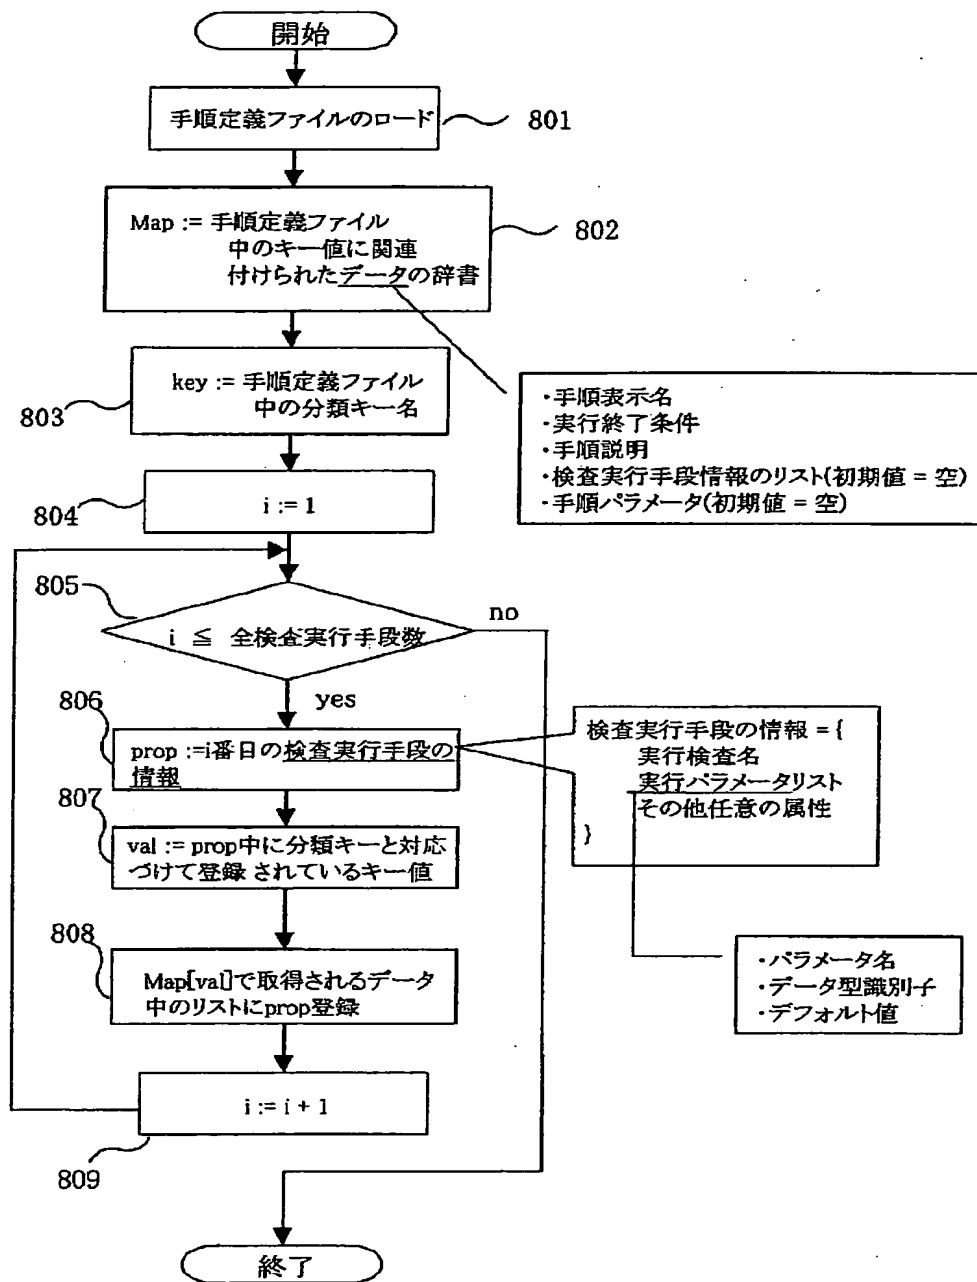 開始
手順定義ファイルのロード
801
Map := 手順定義ファイル
中のキー値に関連
付けられたデータの辞書
802
key := 手順定義ファイル
中の分類キー名
803
・手順表示名
・実行終了条件
・手順説明
・検査実行手段情報のリスト(初期値 = 空)
・手順パラメータ(初期値 = 空)
i := 1
804
805
i ≦ 全検査実行手段数
no
yes
806
prop :=i番目の検査実行手段の
情報
検査実行手段の情報 = {
実行検査名
実行パラメータリスト
その他任意の属性
}
807
val := prop中に分類キーと対応
づけて登録されているキー値
808
Map[val]で取得されるデータ
中のリストにprop登録
・パラメータ名
・データ型識別子
・デフォルト値
i := i + 1
809
終了